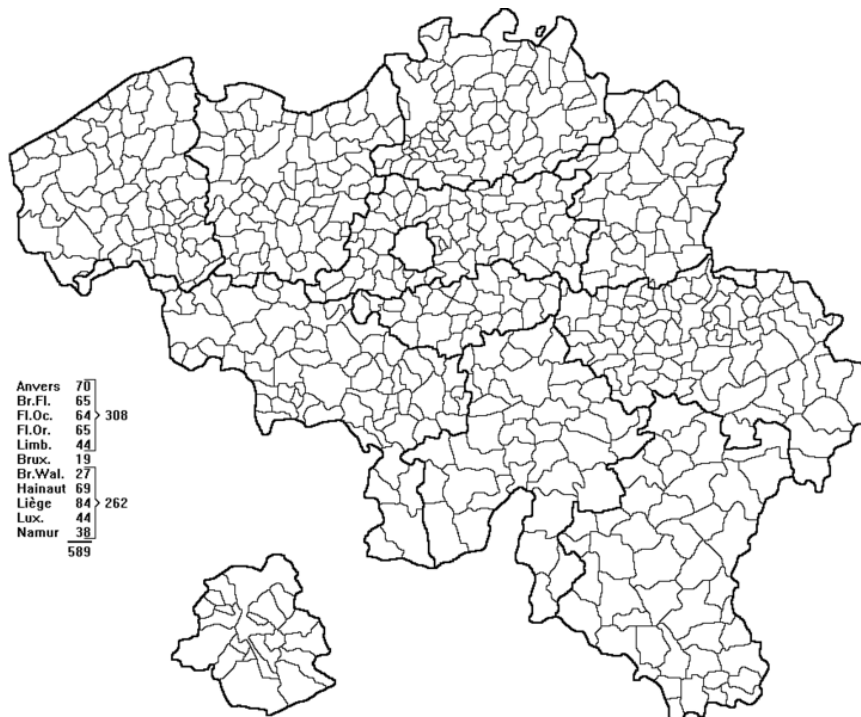 Anvers 70
Br.Fl. 65
Fl.Oc. 64 308
Fl.Or. 65
Limb. 44
Brux. 19
Br.Wal. 27
Hainaut 69
Liège 84 262
Lux. 44
Namur 38
589